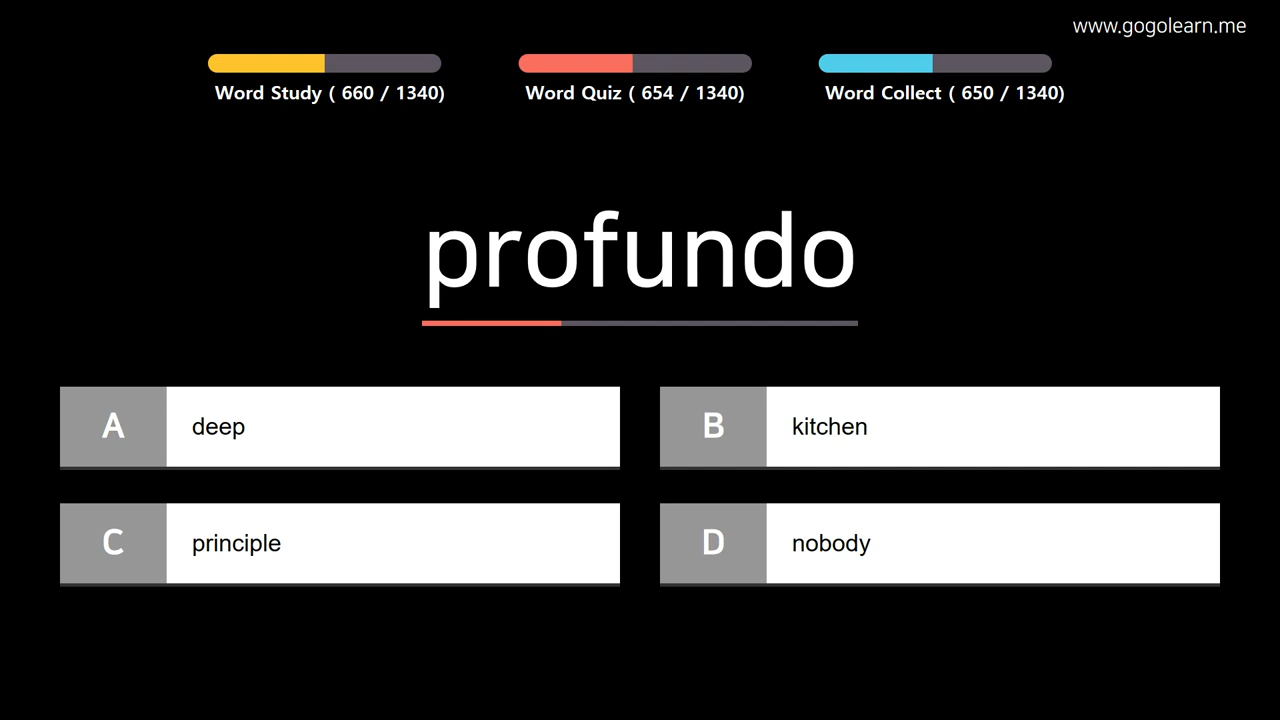 www.gogolearn.me
Word Study ( 660 / 1340)
Word Quiz ( 654 / 1340)
Word Collect ( 650 / 1340)
profundo
A deep
B kitchen
C principle
D nobody